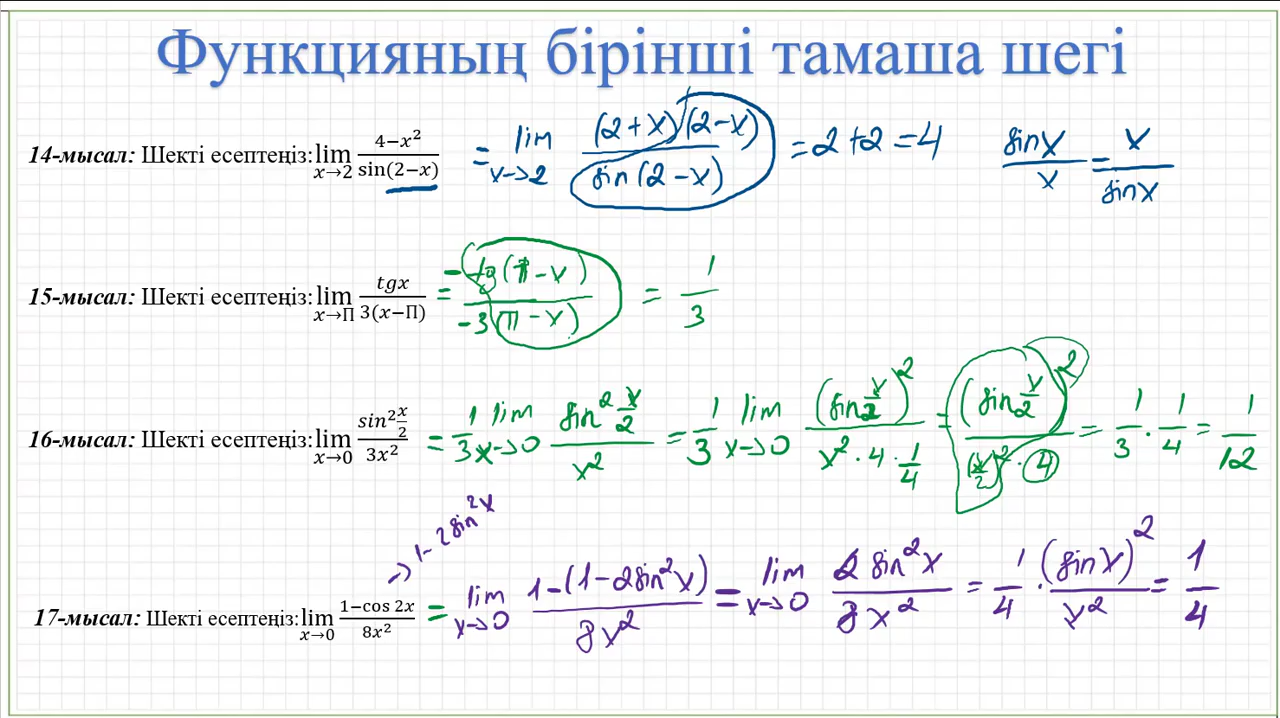 Функцияның бірінші тамаша шегі
14-мысал: Шекті есептеңіз: lim x→2 (4−x²)/(sin(2−x)) = lim x→2 ((2+x)(2−x))/(sin(2−x)) = 2+2 = 4 sinx/x = x/sinx
15-мысал: Шекті есептеңіз: lim x→П tgx/(3(x−П)) = (−tg(π−x))/(−3(π−x)) = 1/3
16-мысал: Шекті есептеңіз: lim x→0 (sin² x/2)/(3x²) = 1/3 lim x→0 (sin² x/2)/(x²) = 1/3 lim x→0 (sin x/2)²/(x²·4·1/4) = (sin x/2)²/((x/2)²·4) = 1/3 · 1/4 = 1/12
→ 1−2sin²x
17-мысал: Шекті есептеңіз: lim x→0 (1−cos 2x)/(8x²) = lim x→0 (1−(1−2sin²x))/(8x²) = lim x→0 (2sin²x)/(8x²) = 1/4 · (sinx)²/x² = 1/4